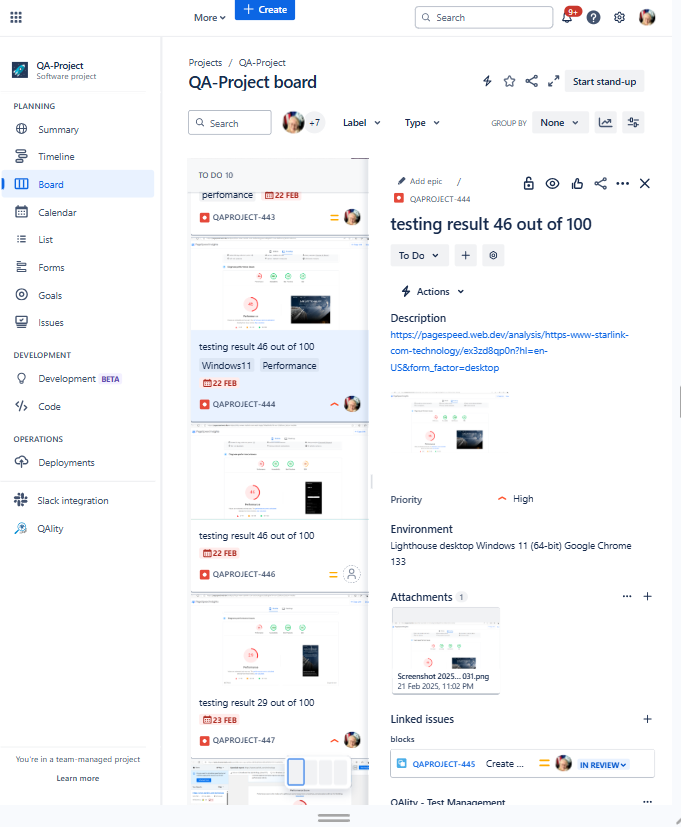 More
+ Create
Search
9+
QA-Project
Software project
PLANNING
Summary
Timeline
Board
Calendar
List
Forms
Goals
Issues
DEVELOPMENT
Development BETA
Code
OPERATIONS
Deployments
Slack integration
QAlity
You're in a team-managed project
Learn more
Projects / QA-Project
QA-Project board
Start stand-up
Search
+7
Label
Type
GROUP BY
None
TO DO 10
perfomance
22 FEB
QAPROJECT-443
46
testing result 46 out of 100
Windows11 Performance
22 FEB
QAPROJECT-444
testing result 46 out of 100
22 FEB
QAPROJECT-446
29
testing result 29 out of 100
23 FEB
QAPROJECT-447
Add epic /
QAPROJECT-444
testing result 46 out of 100
To Do
Actions
Description
https://pagespeed.web.dev/analysis/https-www-starlink-
com-technology/ex3zd8qp0n?hl=en-
US&form_factor=desktop
Priority
High
Environment
Lighthouse desktop Windows 11 (64-bit) Google Chrome
133
Attachments 1
Screenshot 2025... 031.png
21 Feb 2025, 11:02 PM
Linked issues
blocks
QAPROJECT-445 Create ...
IN REVIEW
QAlity - Test Management